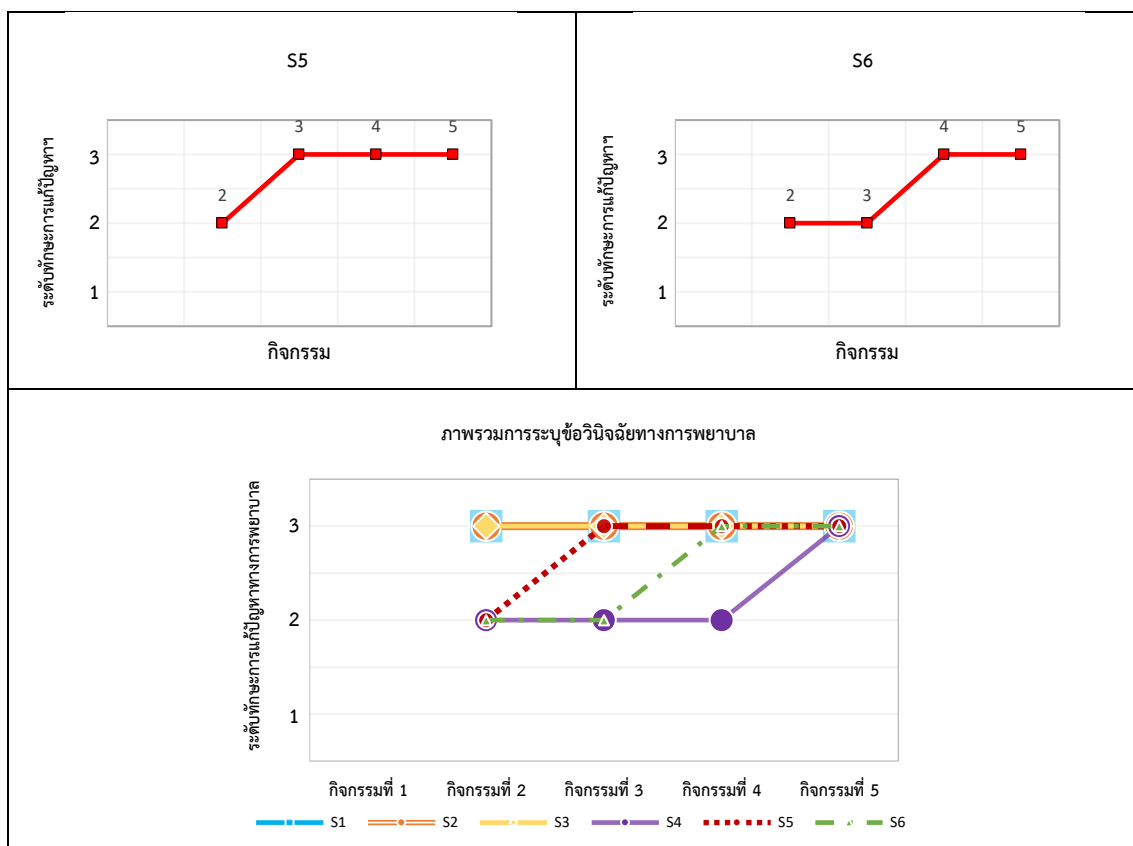 S5
3 4 5
2
3
2
1
ระดับทักษะการแก้ปัญหาฯ
กิจกรรม
S6
4 5
2 3
3
2
1
ระดับทักษะการแก้ปัญหาฯ
กิจกรรม
ภาพรวมการระบุข้อวินิจฉัยทางการพยาบาล
ระดับทักษะการแก้ปัญหาทางการพยาบาล
3
2
1
กิจกรรมที่ 1 กิจกรรมที่ 2 กิจกรรมที่ 3 กิจกรรมที่ 4 กิจกรรมที่ 5
S1 S2 S3 S4 S5 S6